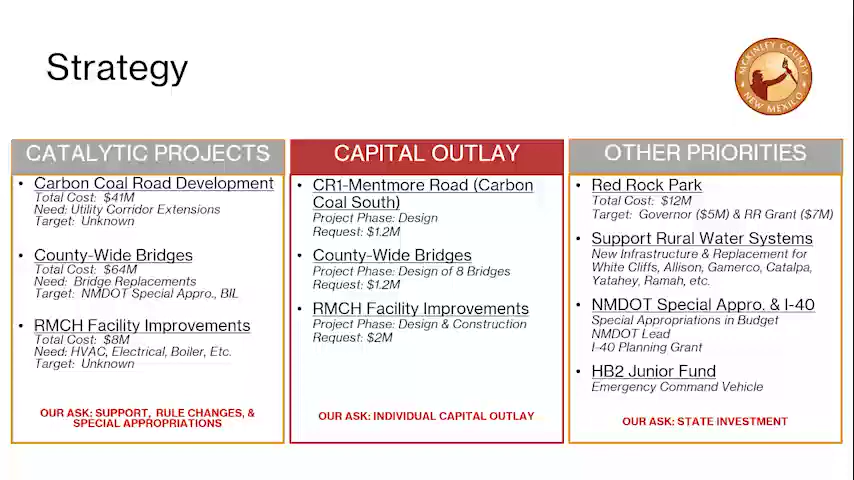 Strategy
MCKINLEY COUNTY
NEW MEXICO
CATALYTIC PROJECTS
• Carbon Coal Road Development
Total Cost: $41M
Need: Utility Corridor Extensions
Target: Unknown
• County-Wide Bridges
Total Cost: $64M
Need: Bridge Replacements
Target: NMDOT Special Appro., BIL
• RMCH Facility Improvements
Total Cost: $8M
Need: HVAC, Electrical, Boiler, Etc.
Target: Unknown
OUR ASK: SUPPORT, RULE CHANGES, &
SPECIAL APPROPRIATIONS
CAPITAL OUTLAY
• CR1-Mentmore Road (Carbon
Coal South)
Project Phase: Design
Request: $1.2M
• County-Wide Bridges
Project Phase: Design of 8 Bridges
Request: $1.2M
• RMCH Facility Improvements
Project Phase: Design & Construction
Request: $2M
OUR ASK: INDIVIDUAL CAPITAL OUTLAY
OTHER PRIORITIES
• Red Rock Park
Total Cost: $12M
Target: Governor ($5M) & RR Grant ($7M)
• Support Rural Water Systems
New Infrastructure & Replacement for
White Cliffs, Allison, Gamerco, Catalpa,
Yatahey, Ramah, etc.
• NMDOT Special Appro. & I-40
Special Appropriations in Budget
NMDOT Lead
I-40 Planning Grant
• HB2 Junior Fund
Emergency Command Vehicle
OUR ASK: STATE INVESTMENT